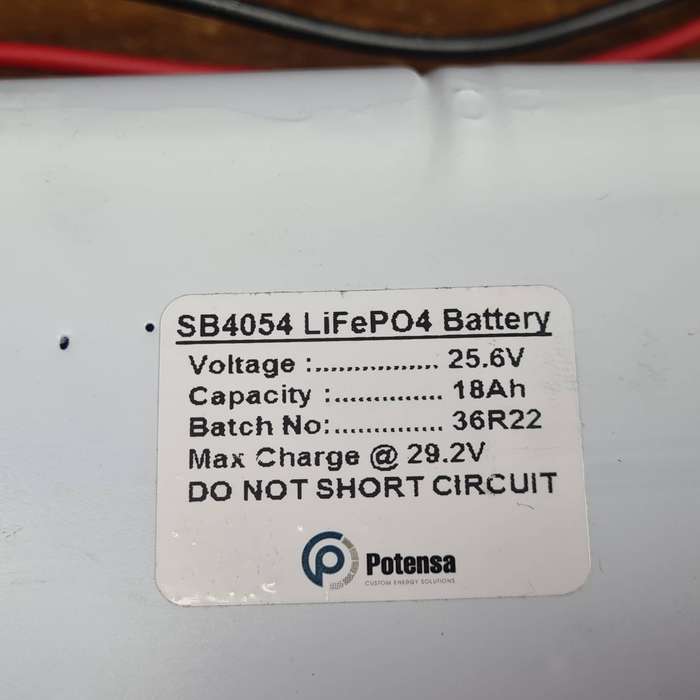 SB4054 LiFePO4 Battery
Voltage :................ 25.6V
Capacity :.............. 18Ah
Batch No:.............. 36R22
Max Charge @ 29.2V
DO NOT SHORT CIRCUIT
Potensa
CUSTOM ENERGY SOLUTIONS